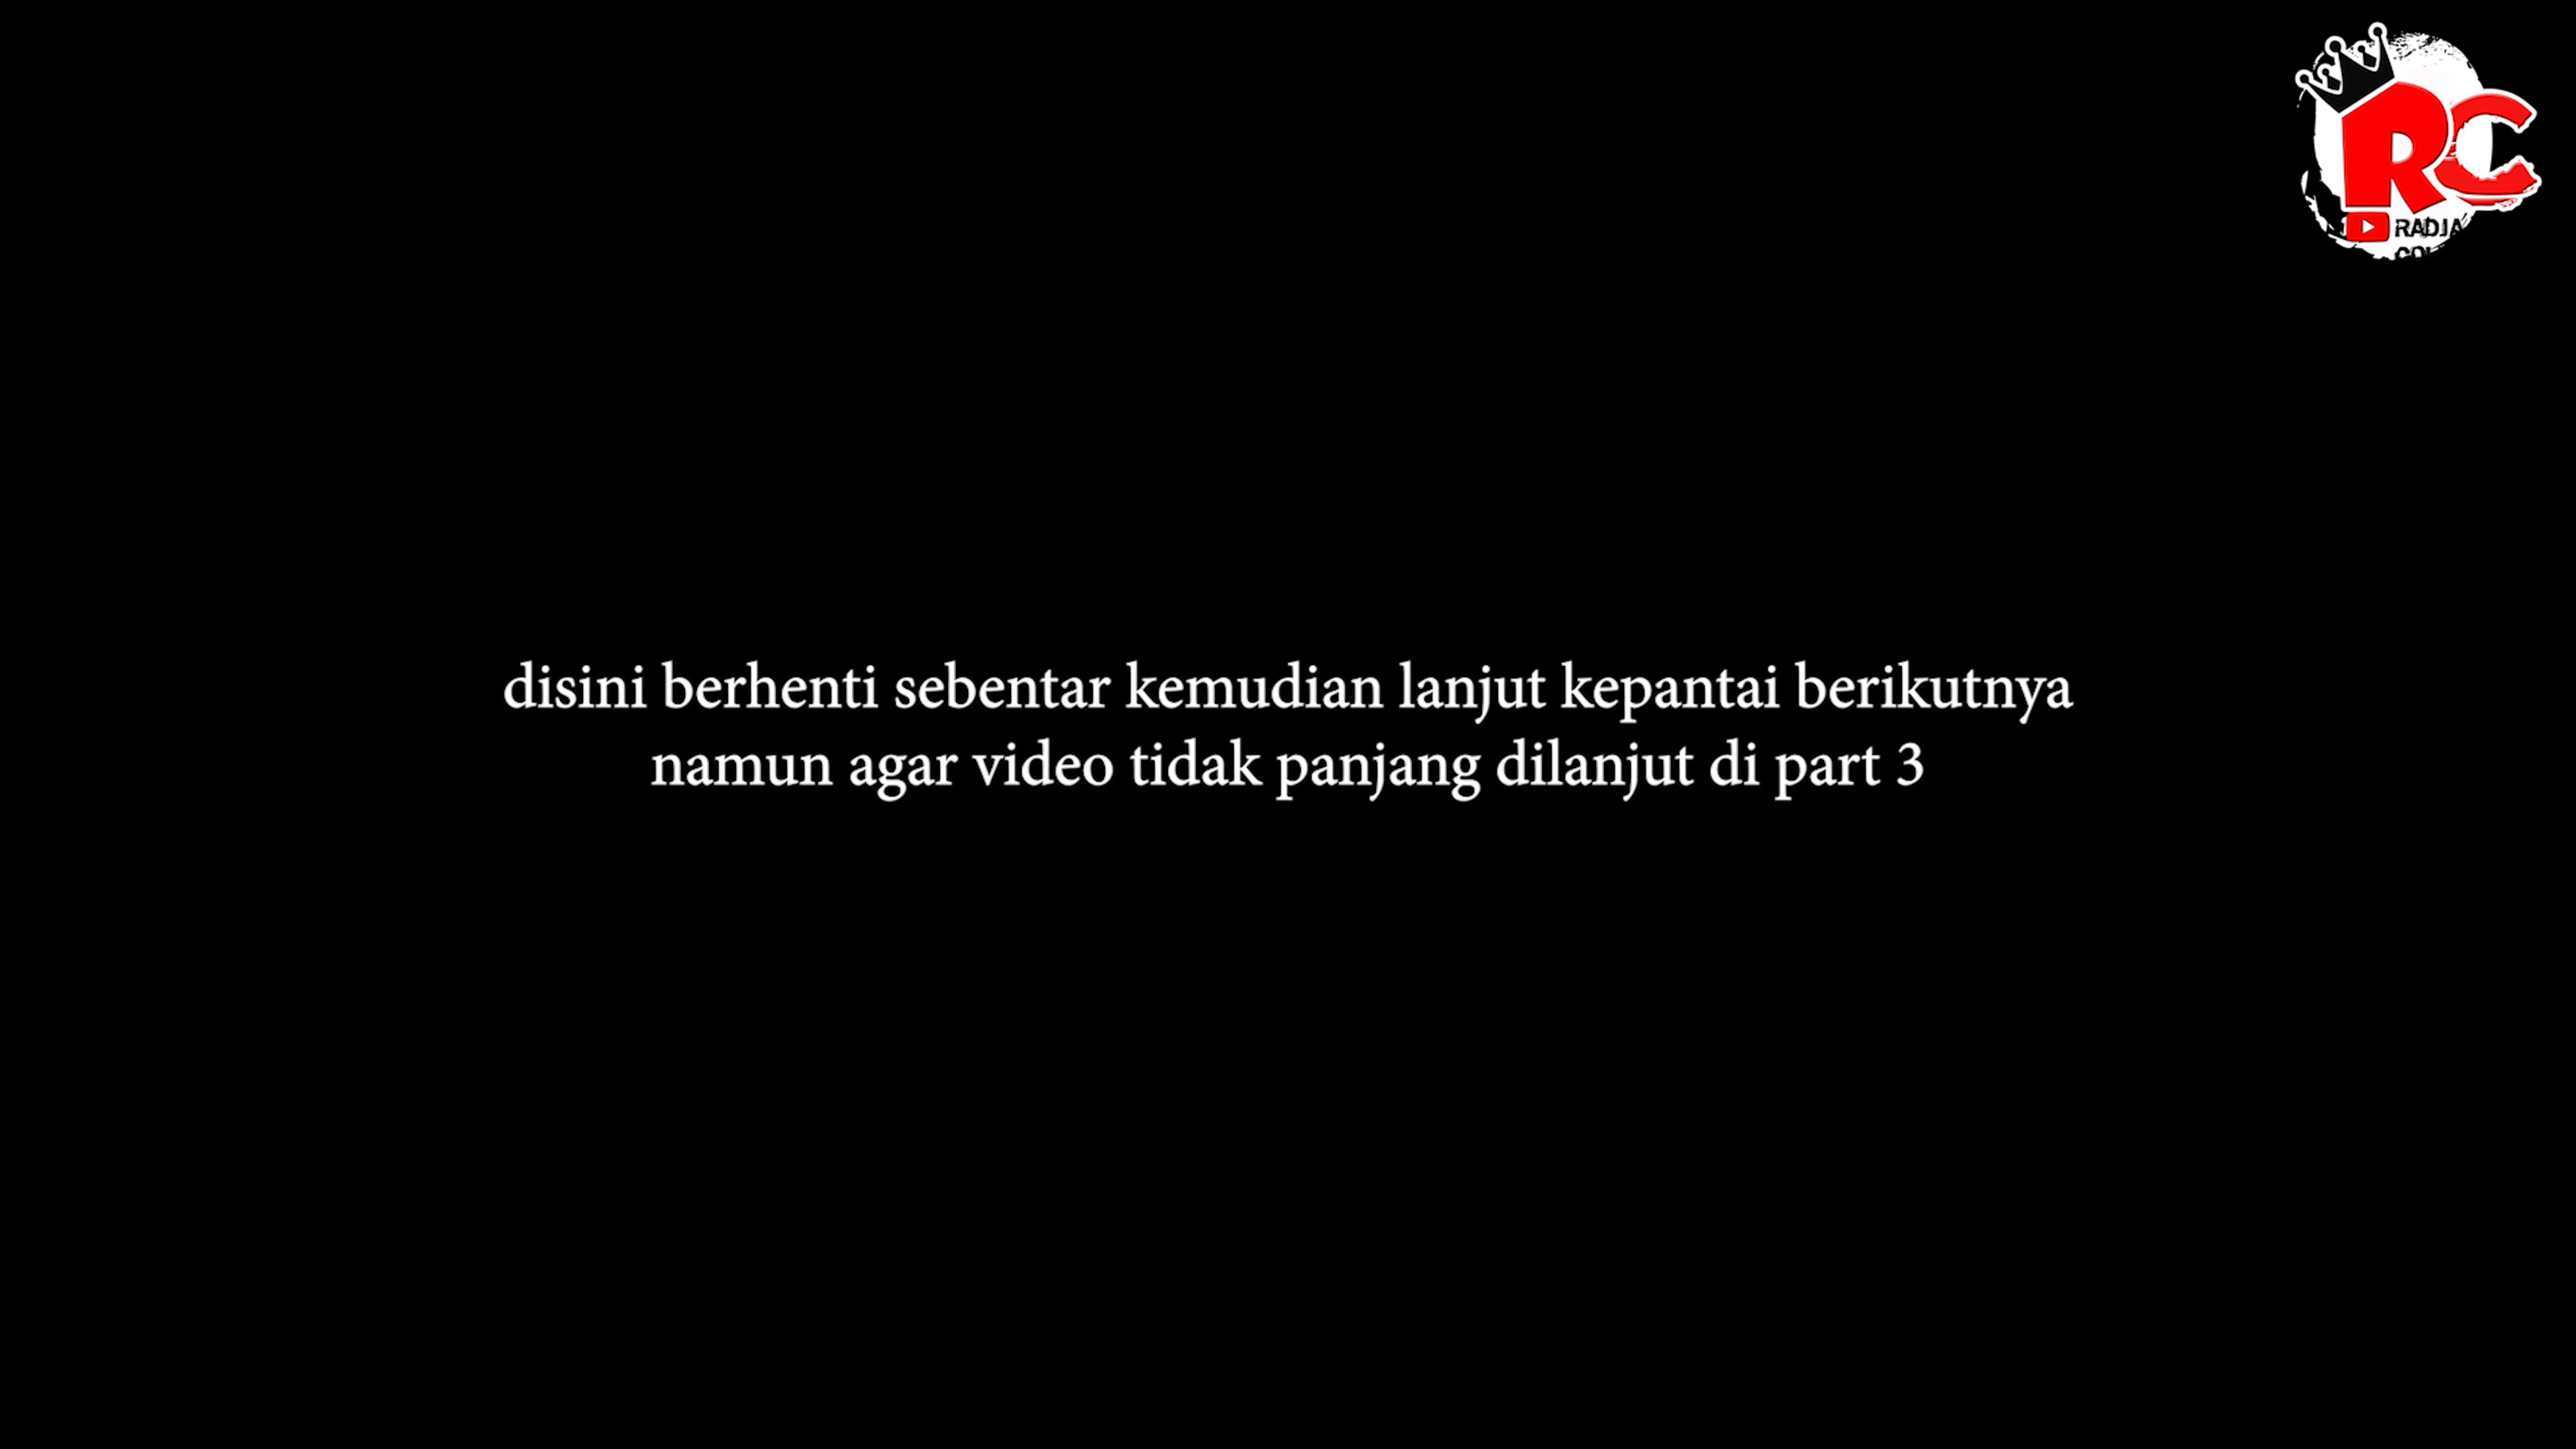 RC
RADJA
disini berhenti sebentar kemudian lanjut kepantai berikutnya
namun agar video tidak panjang dilanjut di part 3